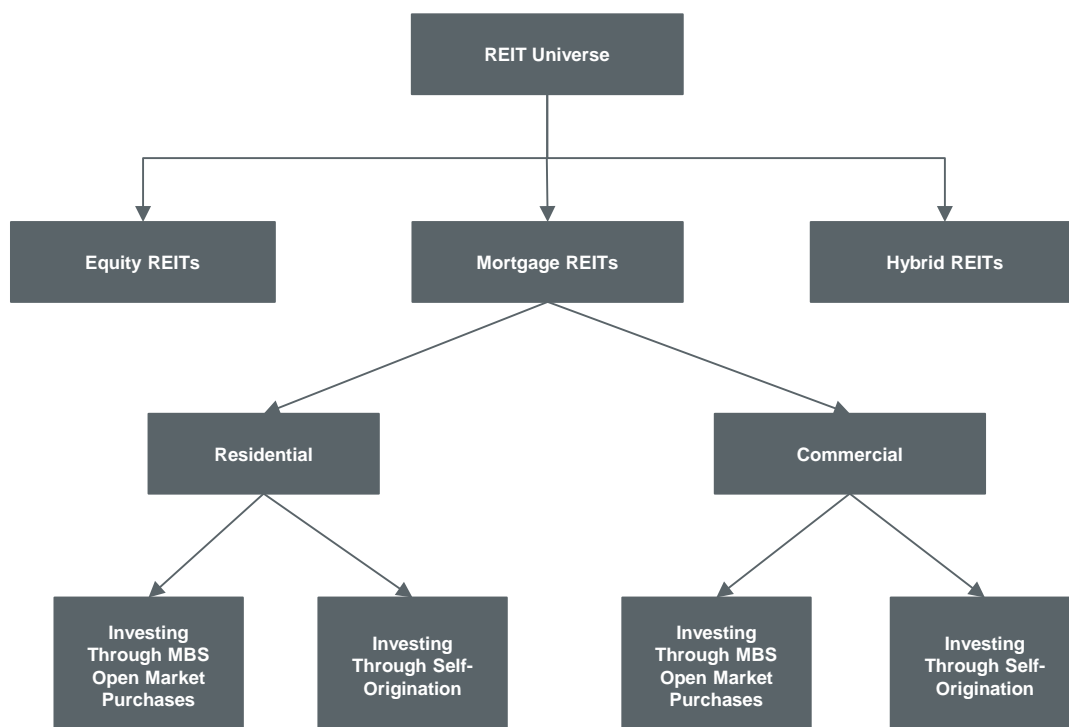 REIT Universe
Equity REITs
Mortgage REITs
Hybrid REITs
Residential
Commercial
Investing
Through MBS
Open Market
Purchases
Investing
Through Self-
Origination
Investing
Through MBS
Open Market
Purchases
Investing
Through Self-
Origination